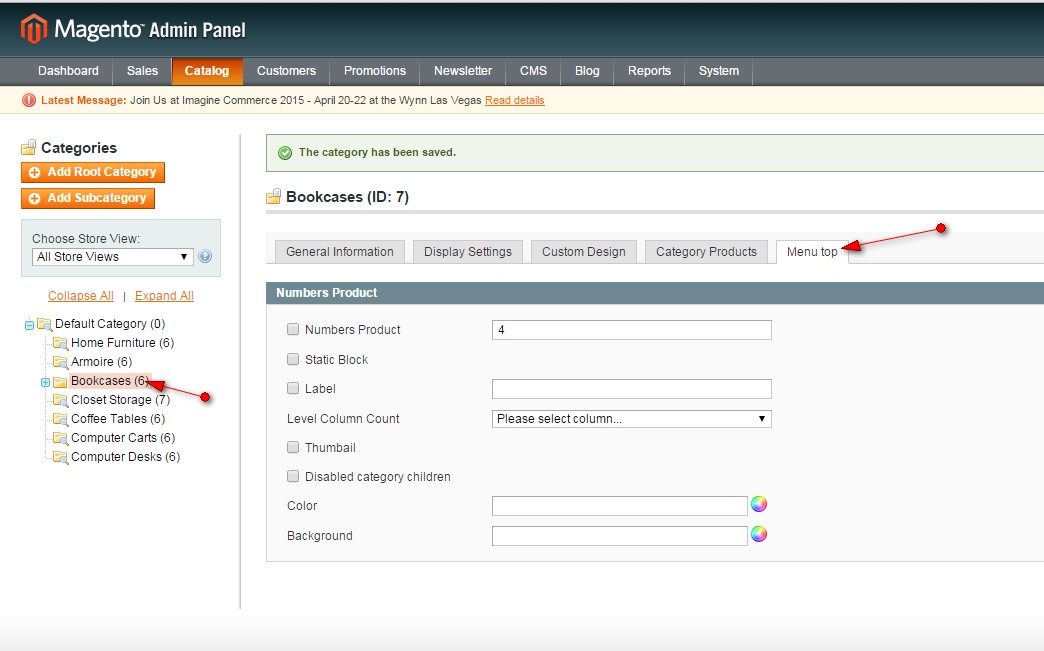 Magento™ Admin Panel
Dashboard Sales Catalog Customers Promotions Newsletter CMS Blog Reports System
Latest Message: Join Us at Imagine Commerce 2015 - April 20-22 at the Wynn Las Vegas Read details
Categories
Add Root Category
Add Subcategory
Choose Store View:
All Store Views
Collapse All | Expand All
Default Category (0)
Home Furniture (6)
Armoire (6)
Bookcases (6)
Closet Storage (7)
Coffee Tables (6)
Computer Carts (6)
Computer Desks (6)
The category has been saved.
Bookcases (ID: 7)
General Information Display Settings Custom Design Category Products Menu top
Numbers Product
Numbers Product 4
Static Block
Label
Level Column Count Please select column...
Thumbail
Disabled category children
Color
Background